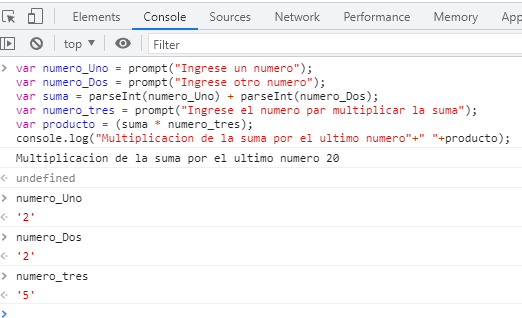 Elements Console Sources Network Performance Memory
top ▼ Filter
> var numero_Uno = prompt("Ingrese un numero");
var numero_Dos = prompt("Ingrese otro numero");
var suma = parseInt(numero_Uno) + parseInt(numero_Dos);
var numero_tres = prompt("Ingrese el numero par multiplicar la suma");
var producto = (suma * numero_tres);
console.log("Multiplicacion de la suma por el ultimo numero"+" "+producto);
Multiplicacion de la suma por el ultimo numero 20
undefined
> numero_Uno
'2'
> numero_Dos
'2'
> numero_tres
'5'
>